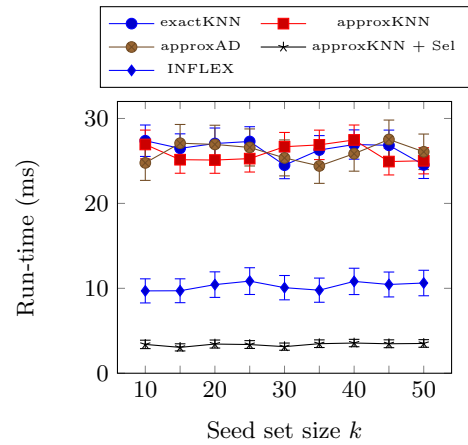 exactKNN
approxKNN
approxAD
approxKNN + Sel
INFLEX
30
20
10
0
10
20
30
40
50
Run-time (ms)
Seed set size k